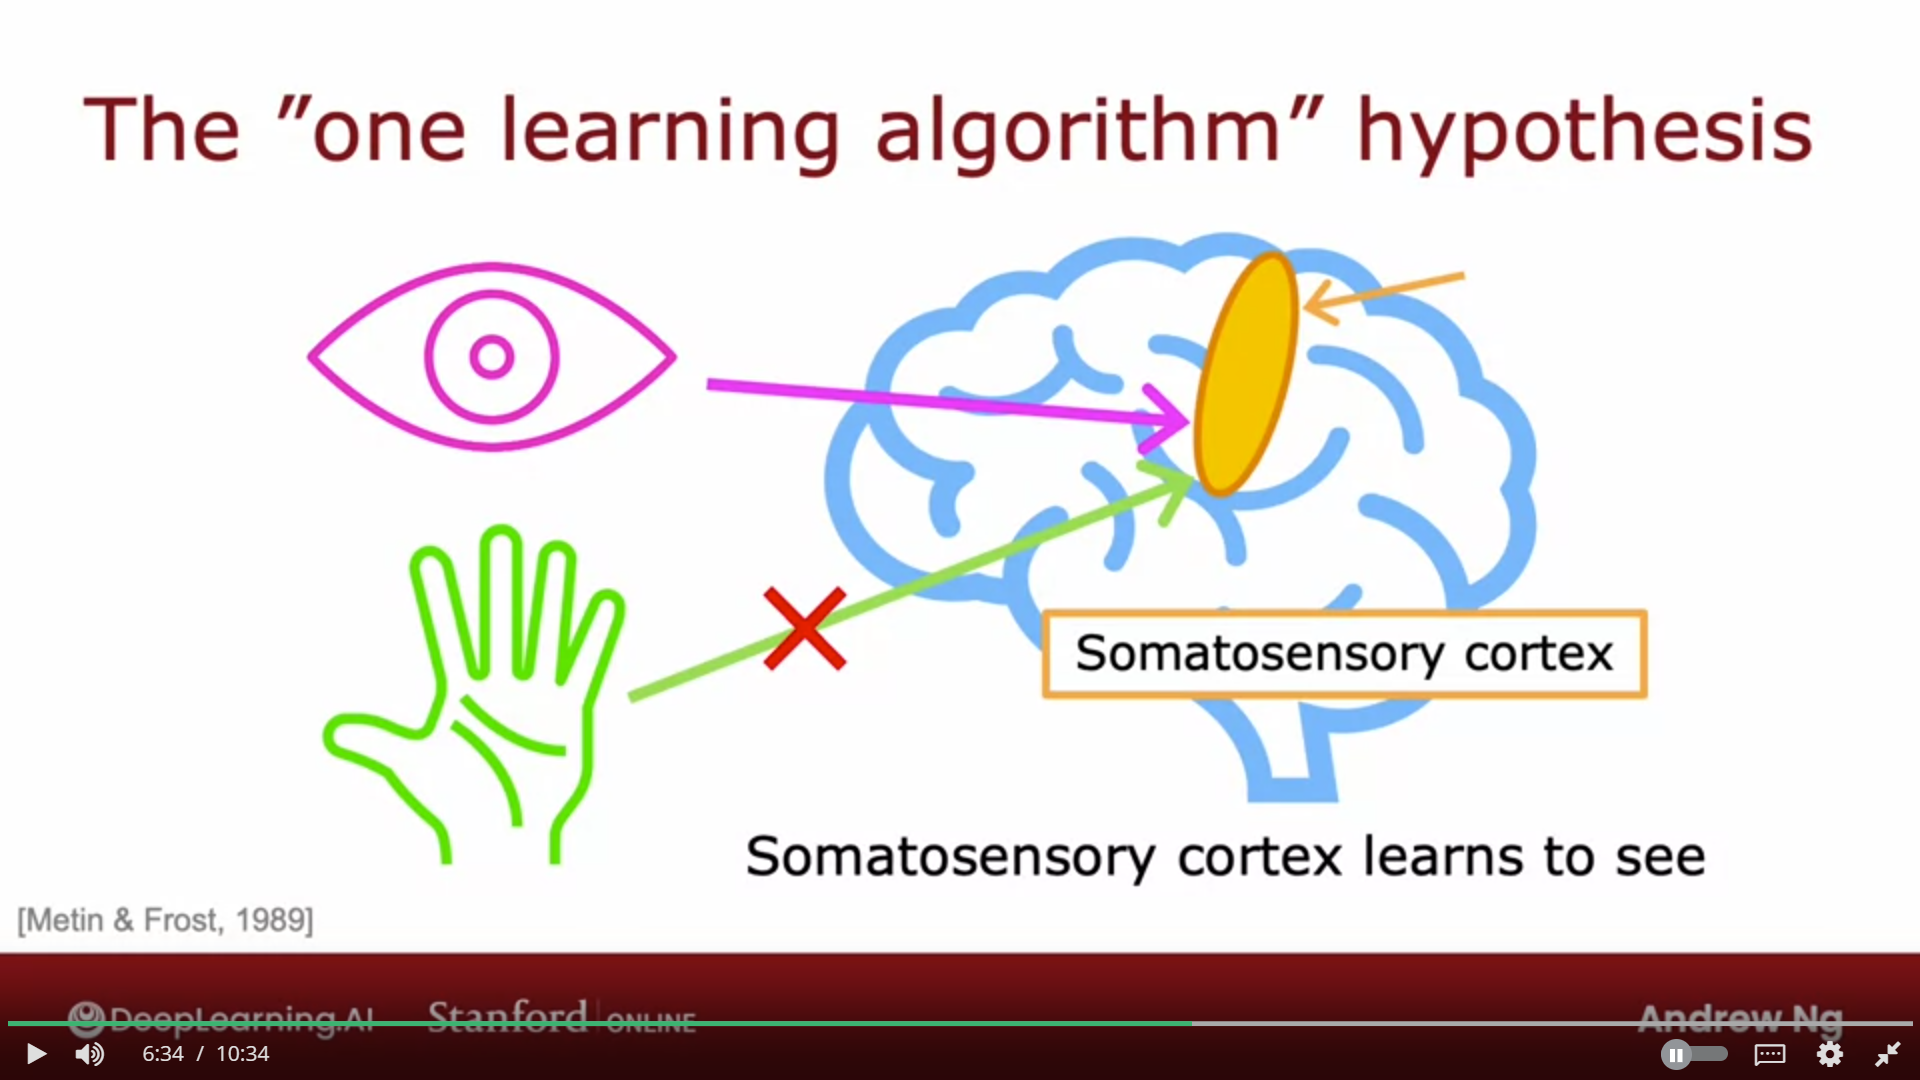 The ”one learning algorithm” hypothesis
Somatosensory cortex
Somatosensory cortex learns to see
[Metin & Frost, 1989]
DeepLearning.AI Stanford ONLINE Andrew Ng
6:34 / 10:34